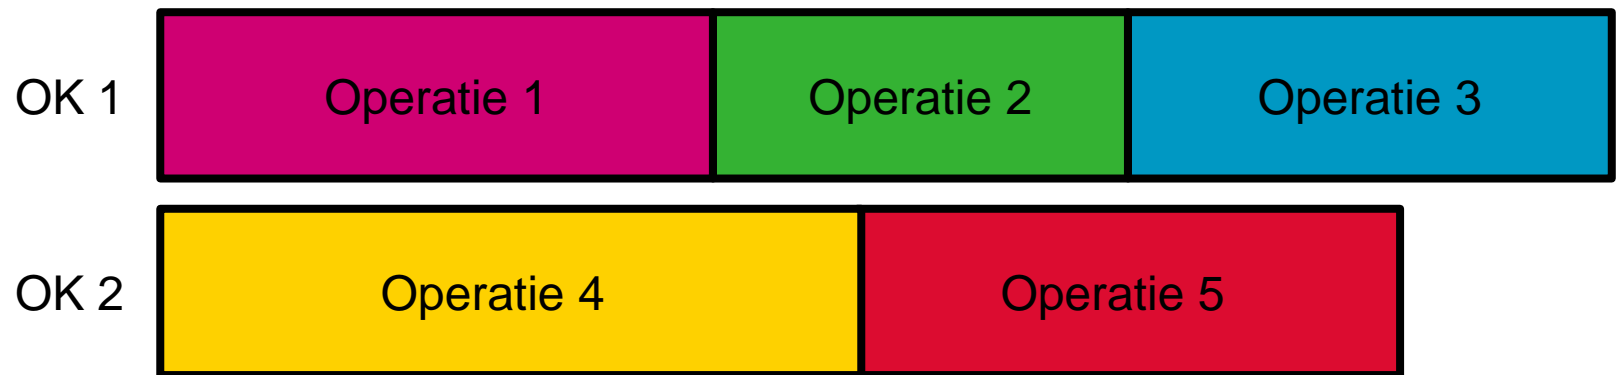 OK 1 Operatie 1 Operatie 2 Operatie 3
OK 2 Operatie 4 Operatie 5